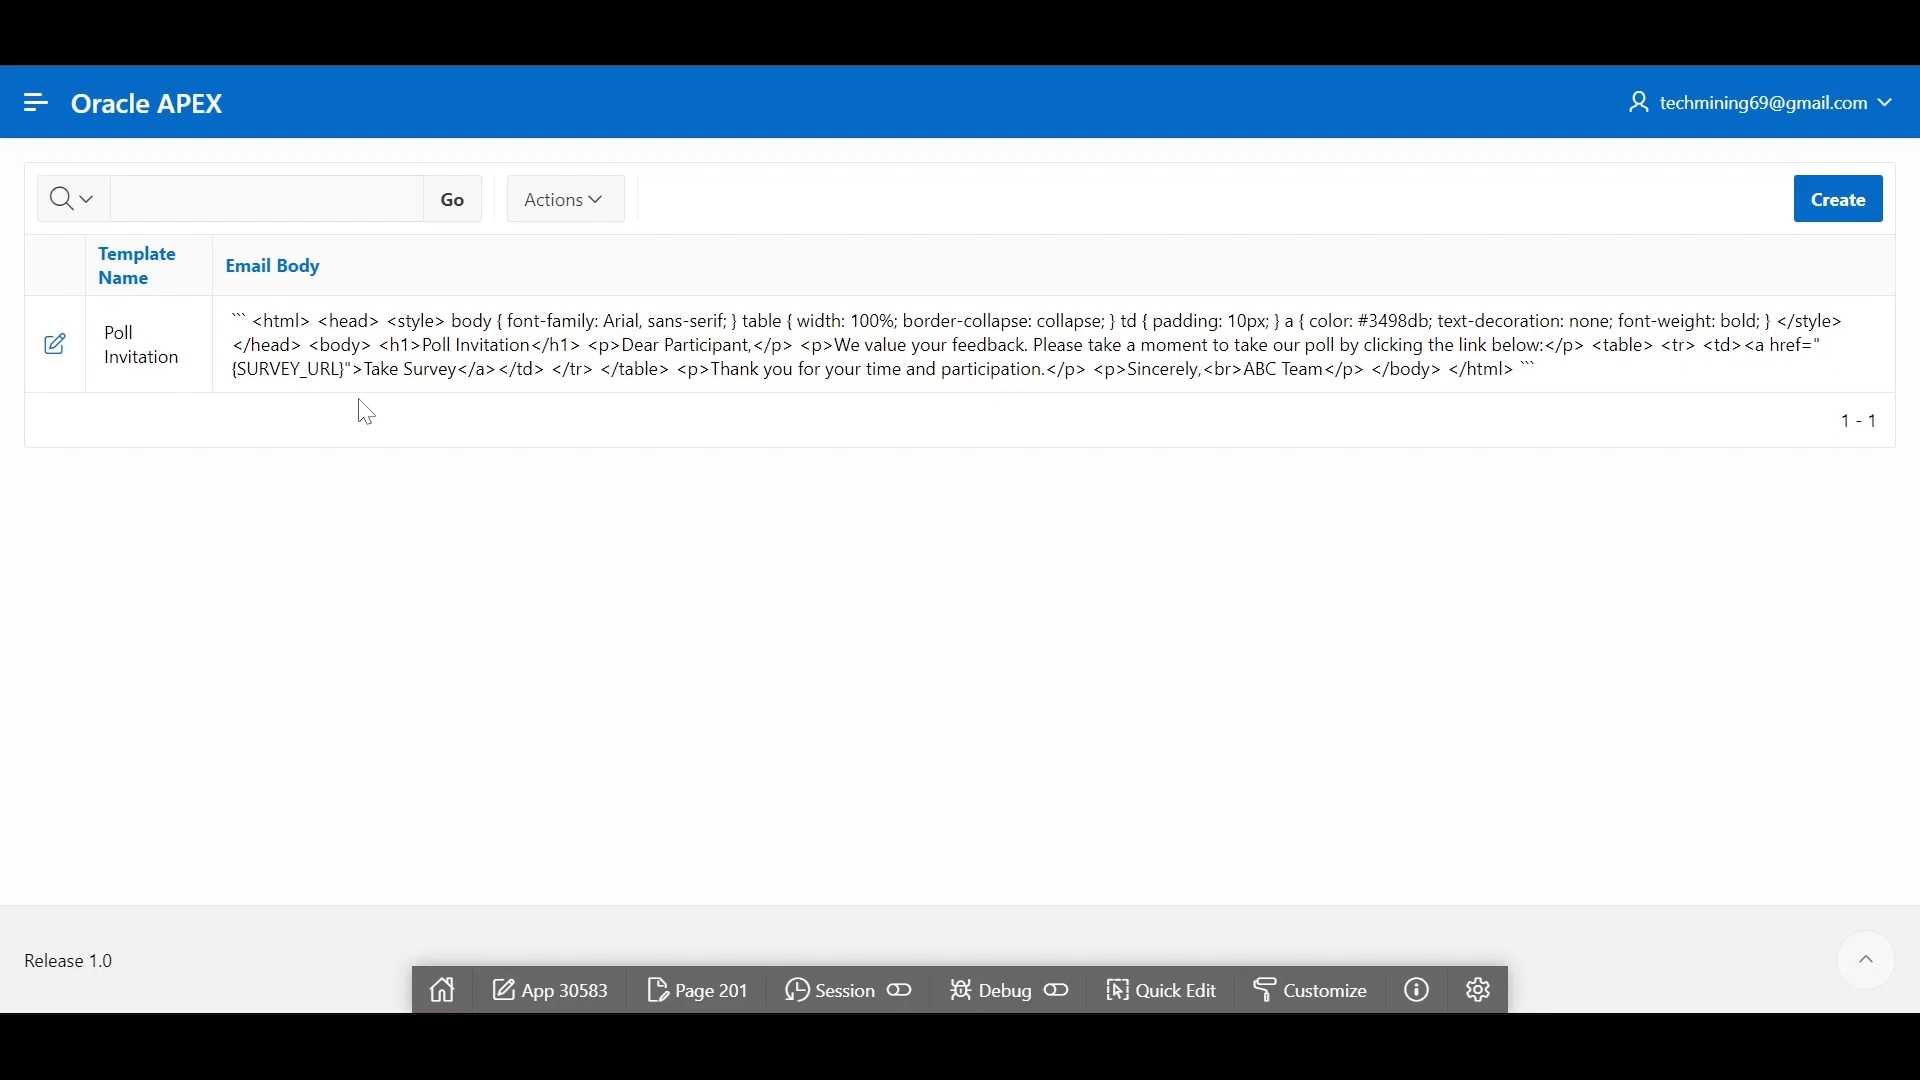 Oracle APEX
techmining69@gmail.com
Go
Actions
Create
Template
Name
Email Body
Poll
Invitation
``` <html> <head> <style> body { font-family: Arial, sans-serif; } table { width: 100%; border-collapse: collapse; } td { padding: 10px; } a { color: #3498db; text-decoration: none; font-weight: bold; } </style>
</head> <body> <h1>Poll Invitation</h1> <p>Dear Participant,</p> <p>We value your feedback. Please take a moment to take our poll by clicking the link below:</p> <table> <tr> <td><a href="
{SURVEY_URL}">Take Survey</a></td> </tr> </table> <p>Thank you for your time and participation.</p> <p>Sincerely,<br>ABC Team</p> </body> </html> ```
1 - 1
Release 1.0
App 30583
Page 201
Session
Debug
Quick Edit
Customize